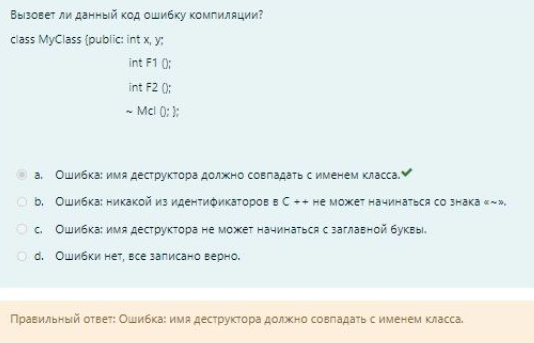 Вызовет ли данный код ошибку компиляции?
class MyClass {public: int x, y;
int F1 ();
int F2 ();
~ Mcl (); };
a. Ошибка: имя деструктора должно совпадать с именем класса.
b. Ошибка: никакой из идентификаторов в C ++ не может начинаться со знака «~».
c. Ошибка: имя деструктора не может начинаться с заглавной буквы.
d. Ошибки нет, все записано верно.
Правильный ответ: Ошибка: имя деструктора должно совпадать с именем класса.